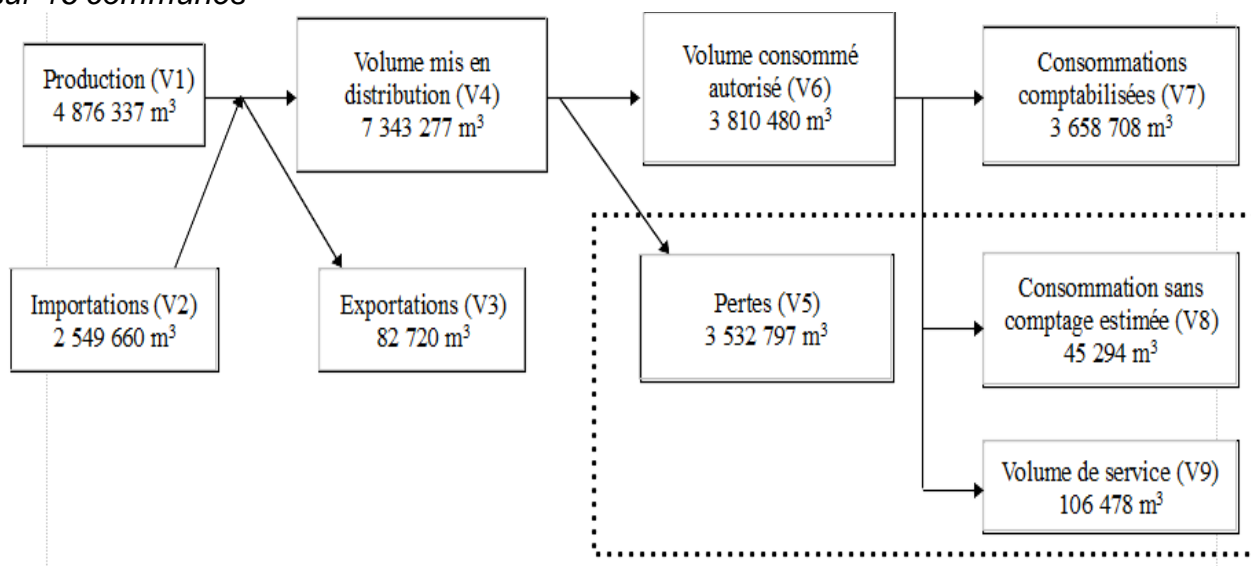 Production (V1)
4 876 337 m³
Volume mis en
distribution (V4)
7 343 277 m³
Volume consommé
autorisé (V6)
3 810 480 m³
Consommations
comptabilisées (V7)
3 658 708 m³
Importations (V2)
2 549 660 m³
Exportations (V3)
82 720 m³
Pertes (V5)
3 532 797 m³
Consommation sans
comptage estimée (V8)
45 294 m³
Volume de service (V9)
106 478 m³